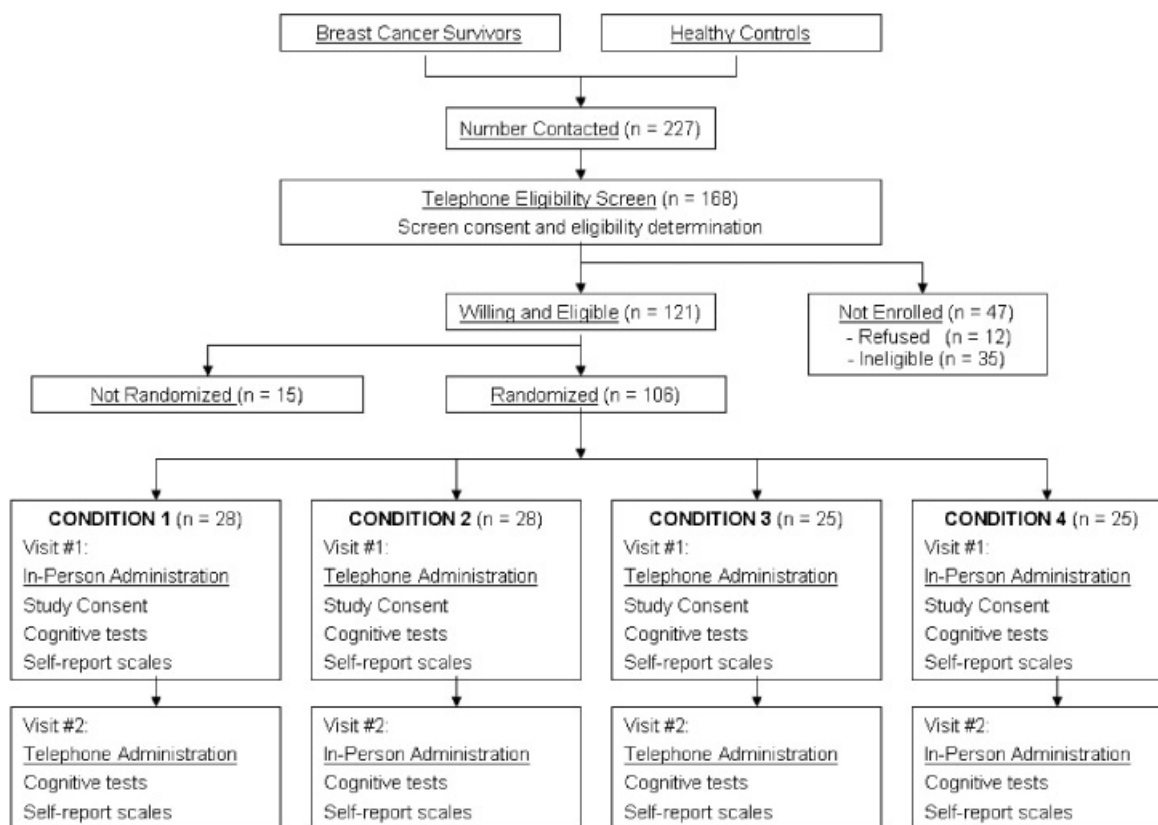 Breast Cancer Survivors
Healthy Controls
Number Contacted (n = 227)
Telephone Eligibility Screen (n = 168)
Screen consent and eligibility determination
Willing and Eligible (n = 121)
Not Enrolled (n = 47)
- Refused (n = 12)
- Ineligible (n = 35)
Not Randomized (n = 15)
Randomized (n = 106)
CONDITION 1 (n = 28)
Visit #1:
In-Person Administration
Study Consent
Cognitive tests
Self-report scales
CONDITION 2 (n = 28)
Visit #1:
Telephone Administration
Study Consent
Cognitive tests
Self-report scales
CONDITION 3 (n = 25)
Visit #1:
Telephone Administration
Study Consent
Cognitive tests
Self-report scales
CONDITION 4 (n = 25)
Visit #1:
In-Person Administration
Study Consent
Cognitive tests
Self-report scales
Visit #2:
Telephone Administration
Cognitive tests
Self-report scales
Visit #2:
In-Person Administration
Cognitive tests
Self-report scales
Visit #2:
Telephone Administration
Cognitive tests
Self-report scales
Visit #2:
In-Person Administration
Cognitive tests
Self-report scales